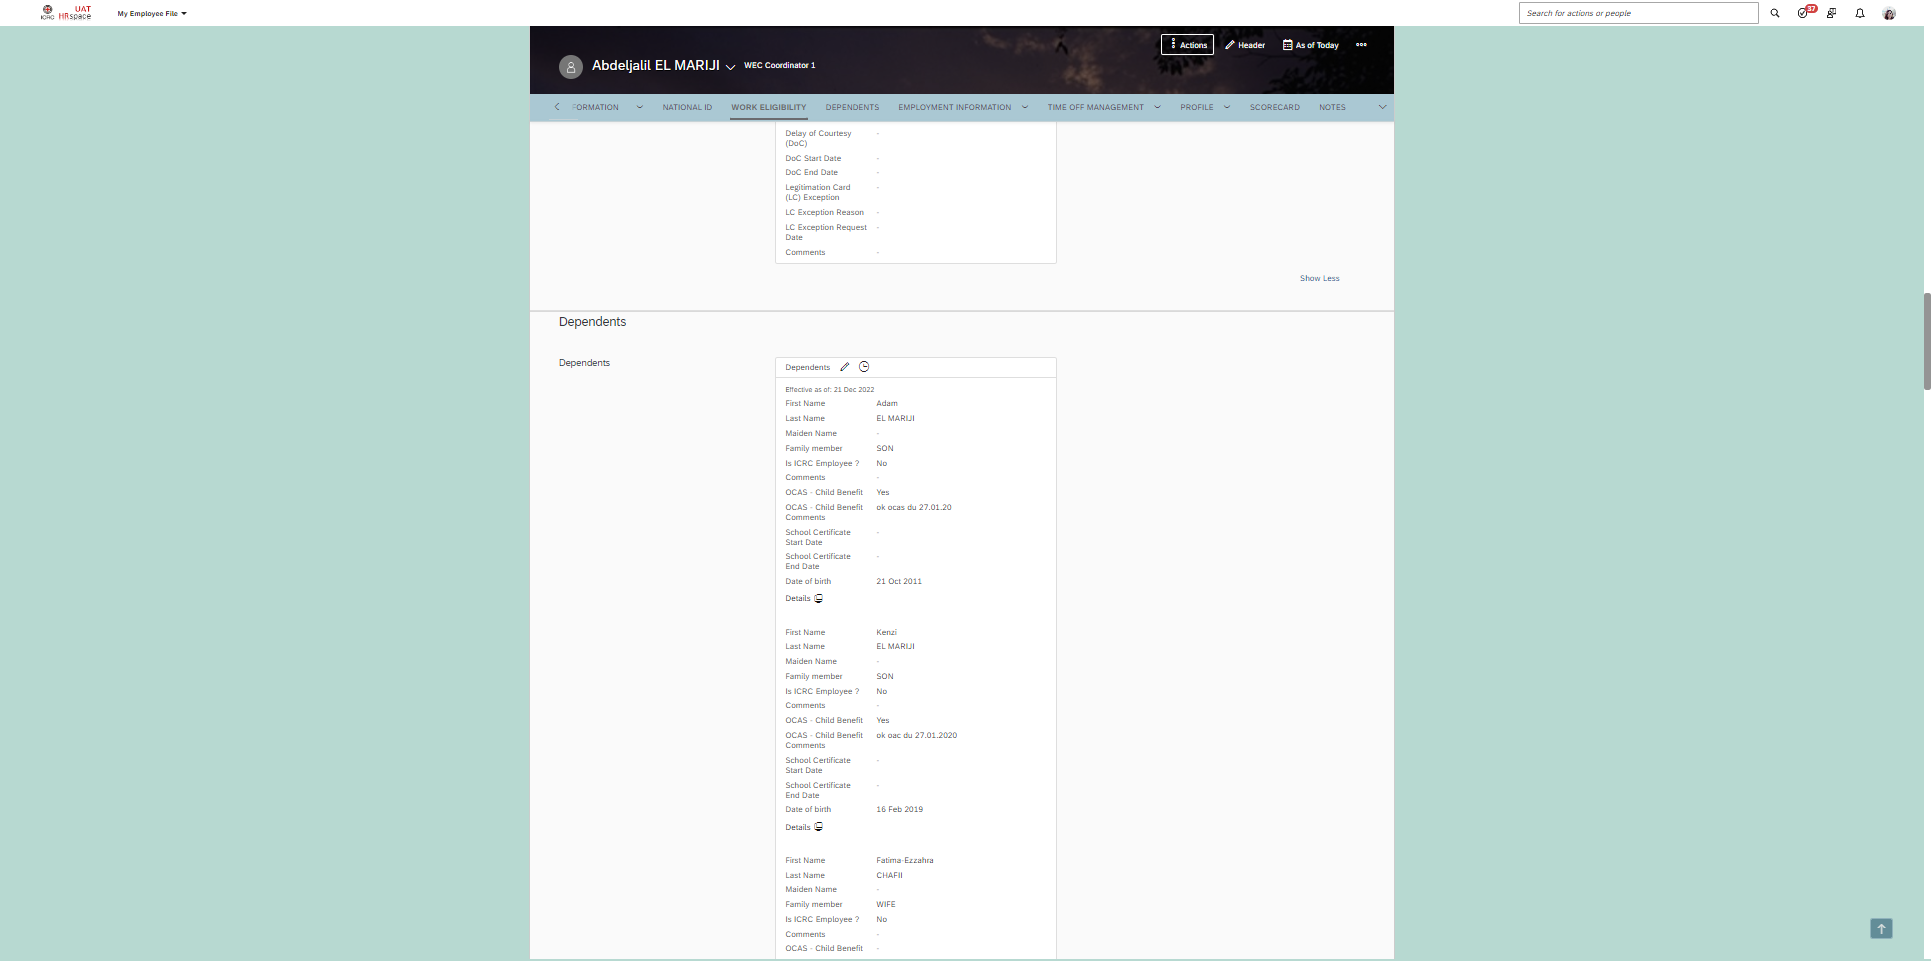 ICRC UAT HRspace My Employee File Search for actions or people 37
Actions Header As of Today
Abdeljalil EL MARIJI WEC Coordinator 1
FORMATION NATIONAL ID WORK ELIGIBILITY DEPENDENTS EMPLOYMENT INFORMATION TIME OFF MANAGEMENT PROFILE SCORECARD NOTES
Delay of Courtesy -
(DoC)
DoC Start Date -
DoC End Date -
Legitimation Card -
(LC) Exception
LC Exception Reason -
LC Exception Request -
Date
Comments -
Show Less
Dependents
Dependents
Dependents
Effective as of: 21 Dec 2022
First Name Adam
Last Name EL MARIJI
Maiden Name -
Family member SON
Is ICRC Employee ? No
Comments -
OCAS - Child Benefit Yes
OCAS - Child Benefit ok ocas du 27.01.20
Comments
School Certificate -
Start Date
School Certificate -
End Date
Date of birth 21 Oct 2011
Details
First Name Kenzi
Last Name EL MARIJI
Maiden Name -
Family member SON
Is ICRC Employee ? No
Comments -
OCAS - Child Benefit Yes
OCAS - Child Benefit ok oac du 27.01.2020
Comments
School Certificate -
Start Date
School Certificate -
End Date
Date of birth 16 Feb 2019
Details
First Name Fatima-Ezzahra
Last Name CHAFII
Maiden Name -
Family member WIFE
Is ICRC Employee ? No
Comments -
OCAS - Child Benefit -